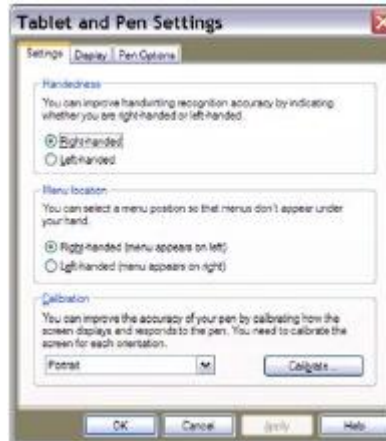 Tablet and Pen Settings
Settings Display Pen Options
Handedness
You can improve handwriting recognition accuracy by indicating
whether you are right-handed or left-handed.
Right-handed
Left-handed
Menu location
You can select a menu position so that menus don't appear under
your hand.
Right-handed (menu appears on left)
Left-handed (menu appears on right)
Calibration
You can improve the accuracy of your pen by calibrating how the
screen displays and responds to the pen. You need to calibrate the
screen for each orientation.
Portrait Calibrate...
OK Cancel Apply Help